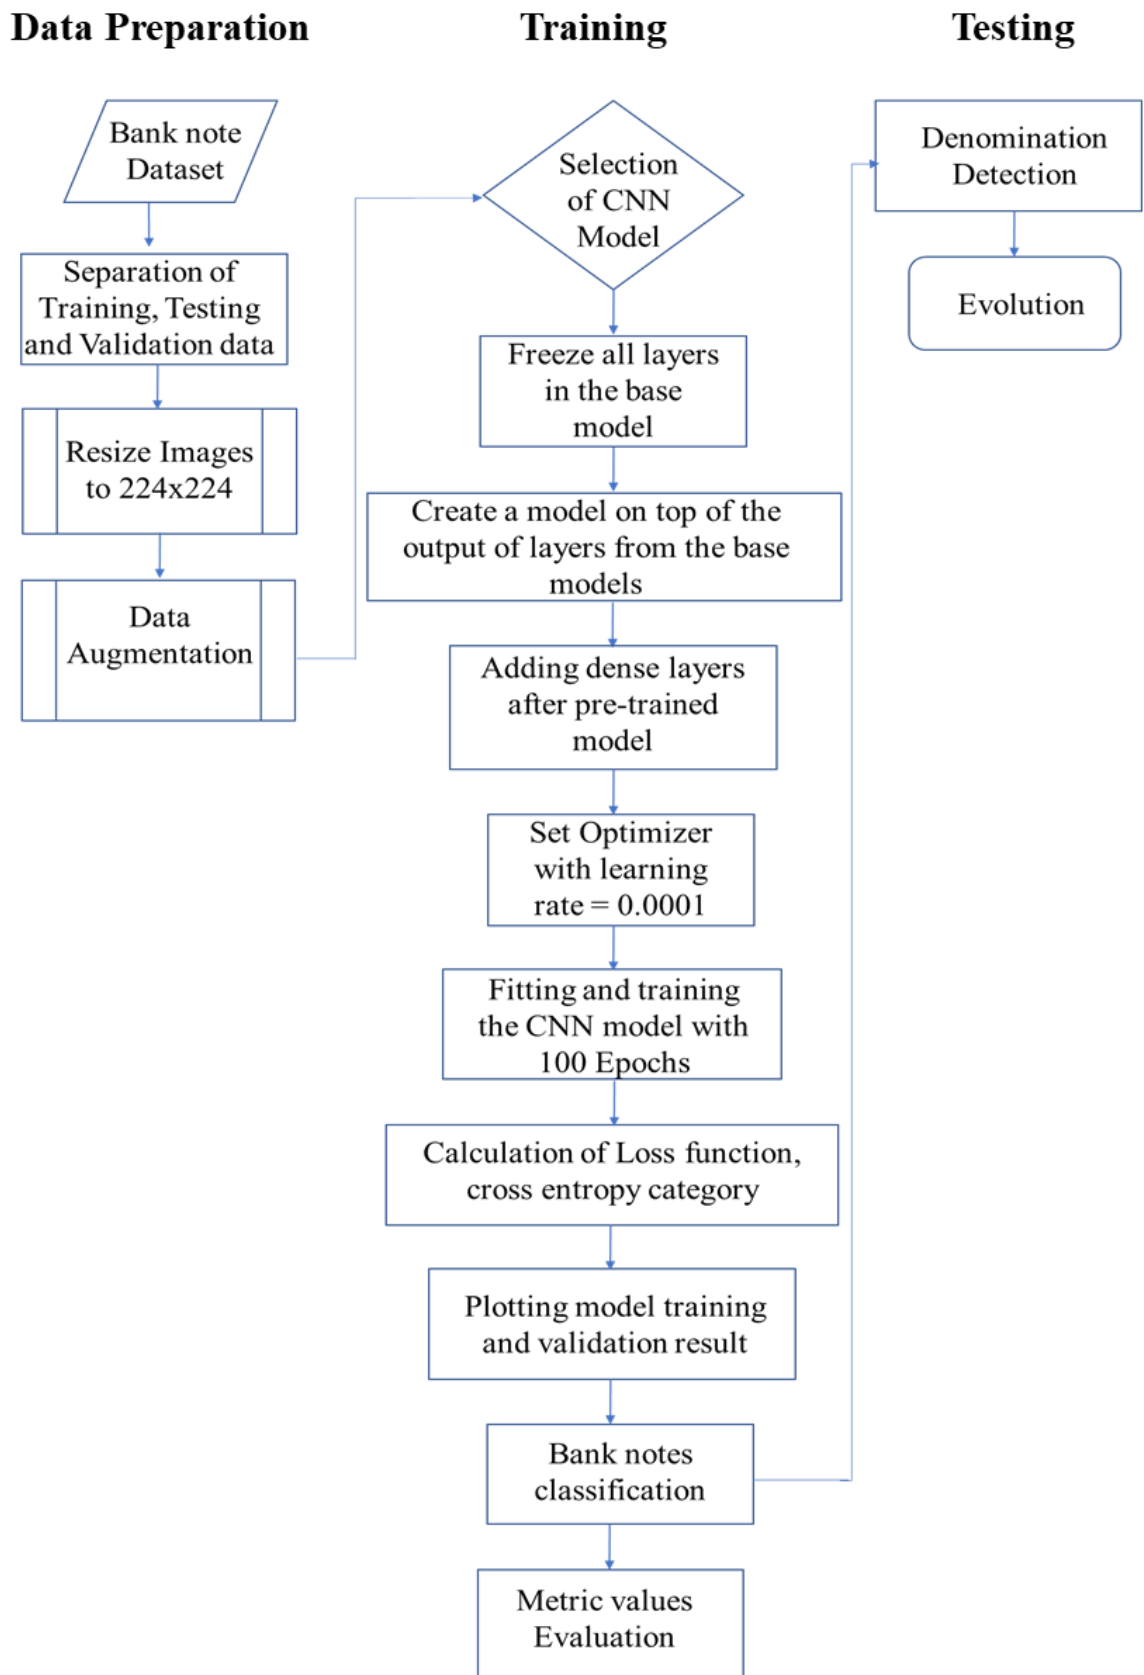 Data Preparation
Bank note
Dataset
Separation of
Training, Testing
and Validation data
Resize Images
to 224x224
Data
Augmentation
Training
Selection
of CNN
Model
Freeze all layers
in the base
model
Create a model on top of the
output of layers from the base
models
Adding dense layers
after pre-trained
model
Set Optimizer
with learning
rate = 0.0001
Fitting and training
the CNN model with
100 Epochs
Calculation of Loss function,
cross entropy category
Plotting model training
and validation result
Bank notes
classification
Metric values
Evaluation
Testing
Denomination
Detection
Evolution